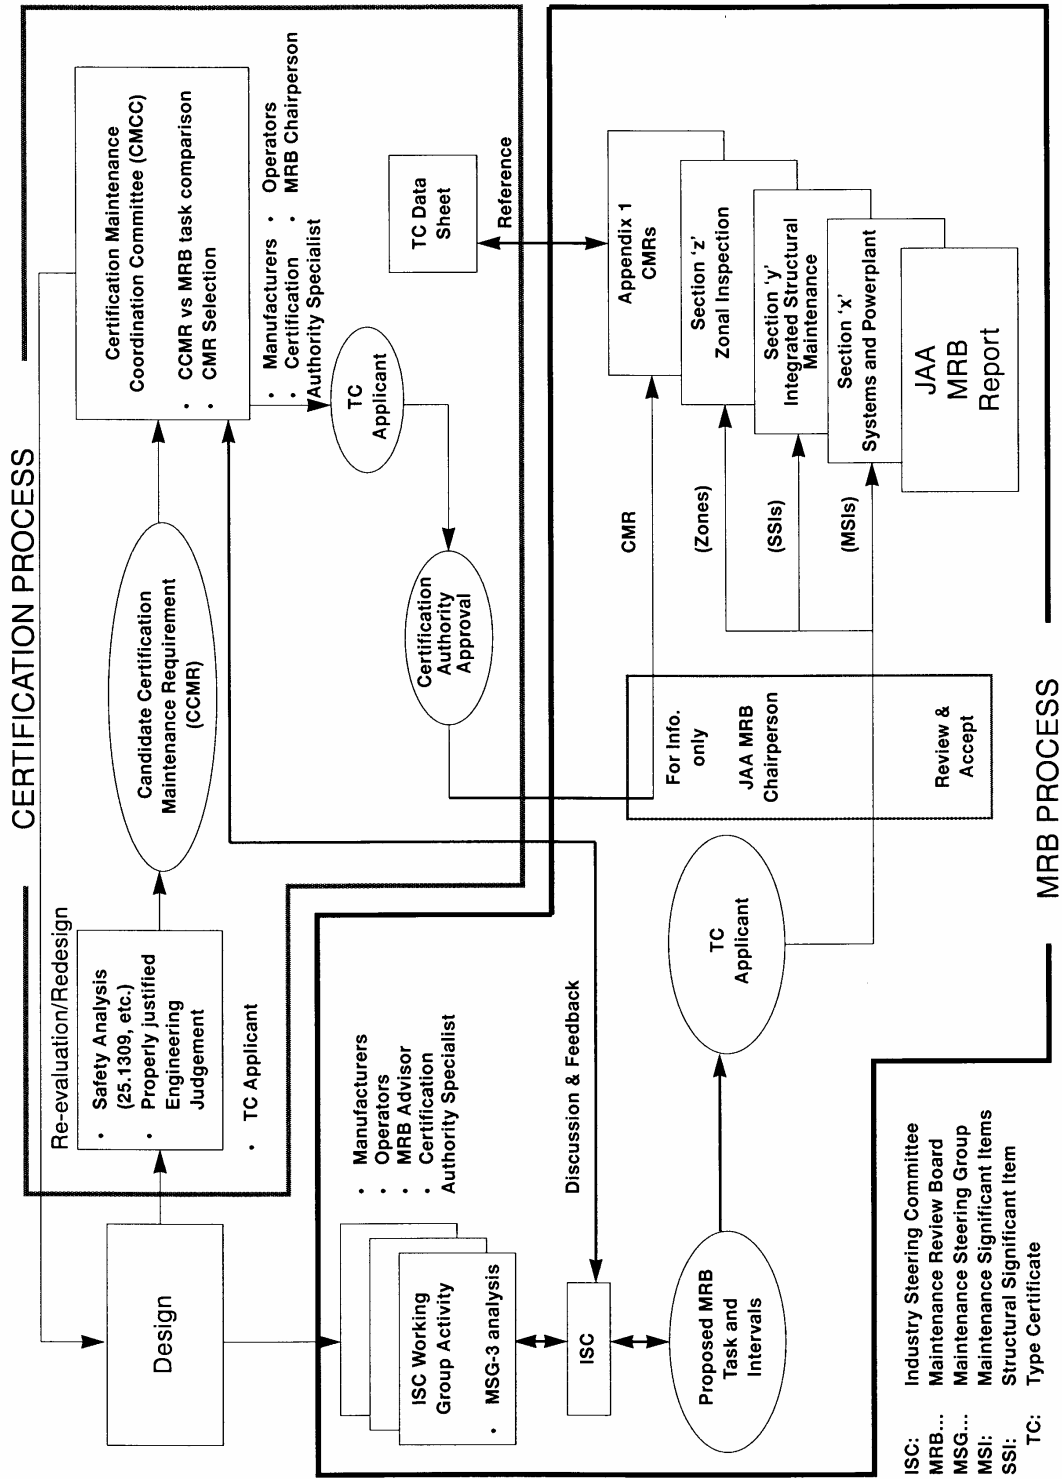 CERTIFICATION PROCESS
Re-evaluation/Redesign
Design
• Safety Analysis
(25.1309, etc.)
• Properly justified
Engineering
Judgement
• TC Applicant
Candidate Certification
Maintenance Requirement
(CCMR)
Certification Maintenance
Coordination Committee (CMCC)
• CCMR vs MRB task comparison
• CMR Selection
• Manufacturers • Operators
• Certification • MRB Chairperson
Authority Specialist
TC
Applicant
Certification
Authority
Approval
TC Data
Sheet
Reference
ISC Working
Group Activity
• MSG-3 analysis
• Manufacturers
• Operators
• MRB Advisor
• Certification
Authority Specialist
Discussion & Feedback
ISC
Proposed MRB
Task and
Intervals
TC
Applicant
For Info.
only
JAA MRB
Chairperson
Review &
Accept
CMR
(Zones)
(SSIs)
(MSIs)
Appendix 1
CMRs
Section ‘z’
Zonal Inspection
Section ‘y’
Integrated Structural
Maintenance
Section ‘x’
Systems and Powerplant
JAA
MRB
Report
MRB PROCESS
ISC: Industry Steering Committee
MRB... Maintenance Review Board
MSG... Maintenance Steering Group
MSI: Maintenance Significant Items
SSI: Structural Significant Item
TC: Type Certificate